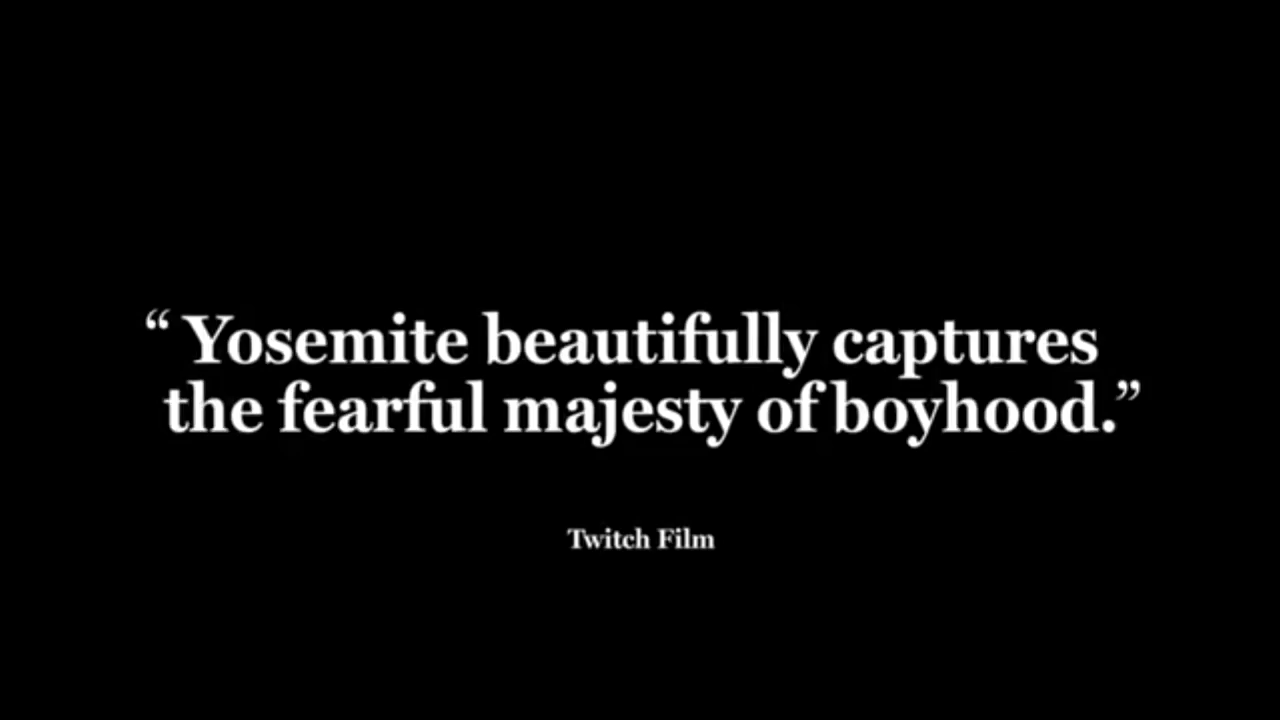 “Yosemite beautifully captures
the fearful majesty of boyhood.”
Twitch Film